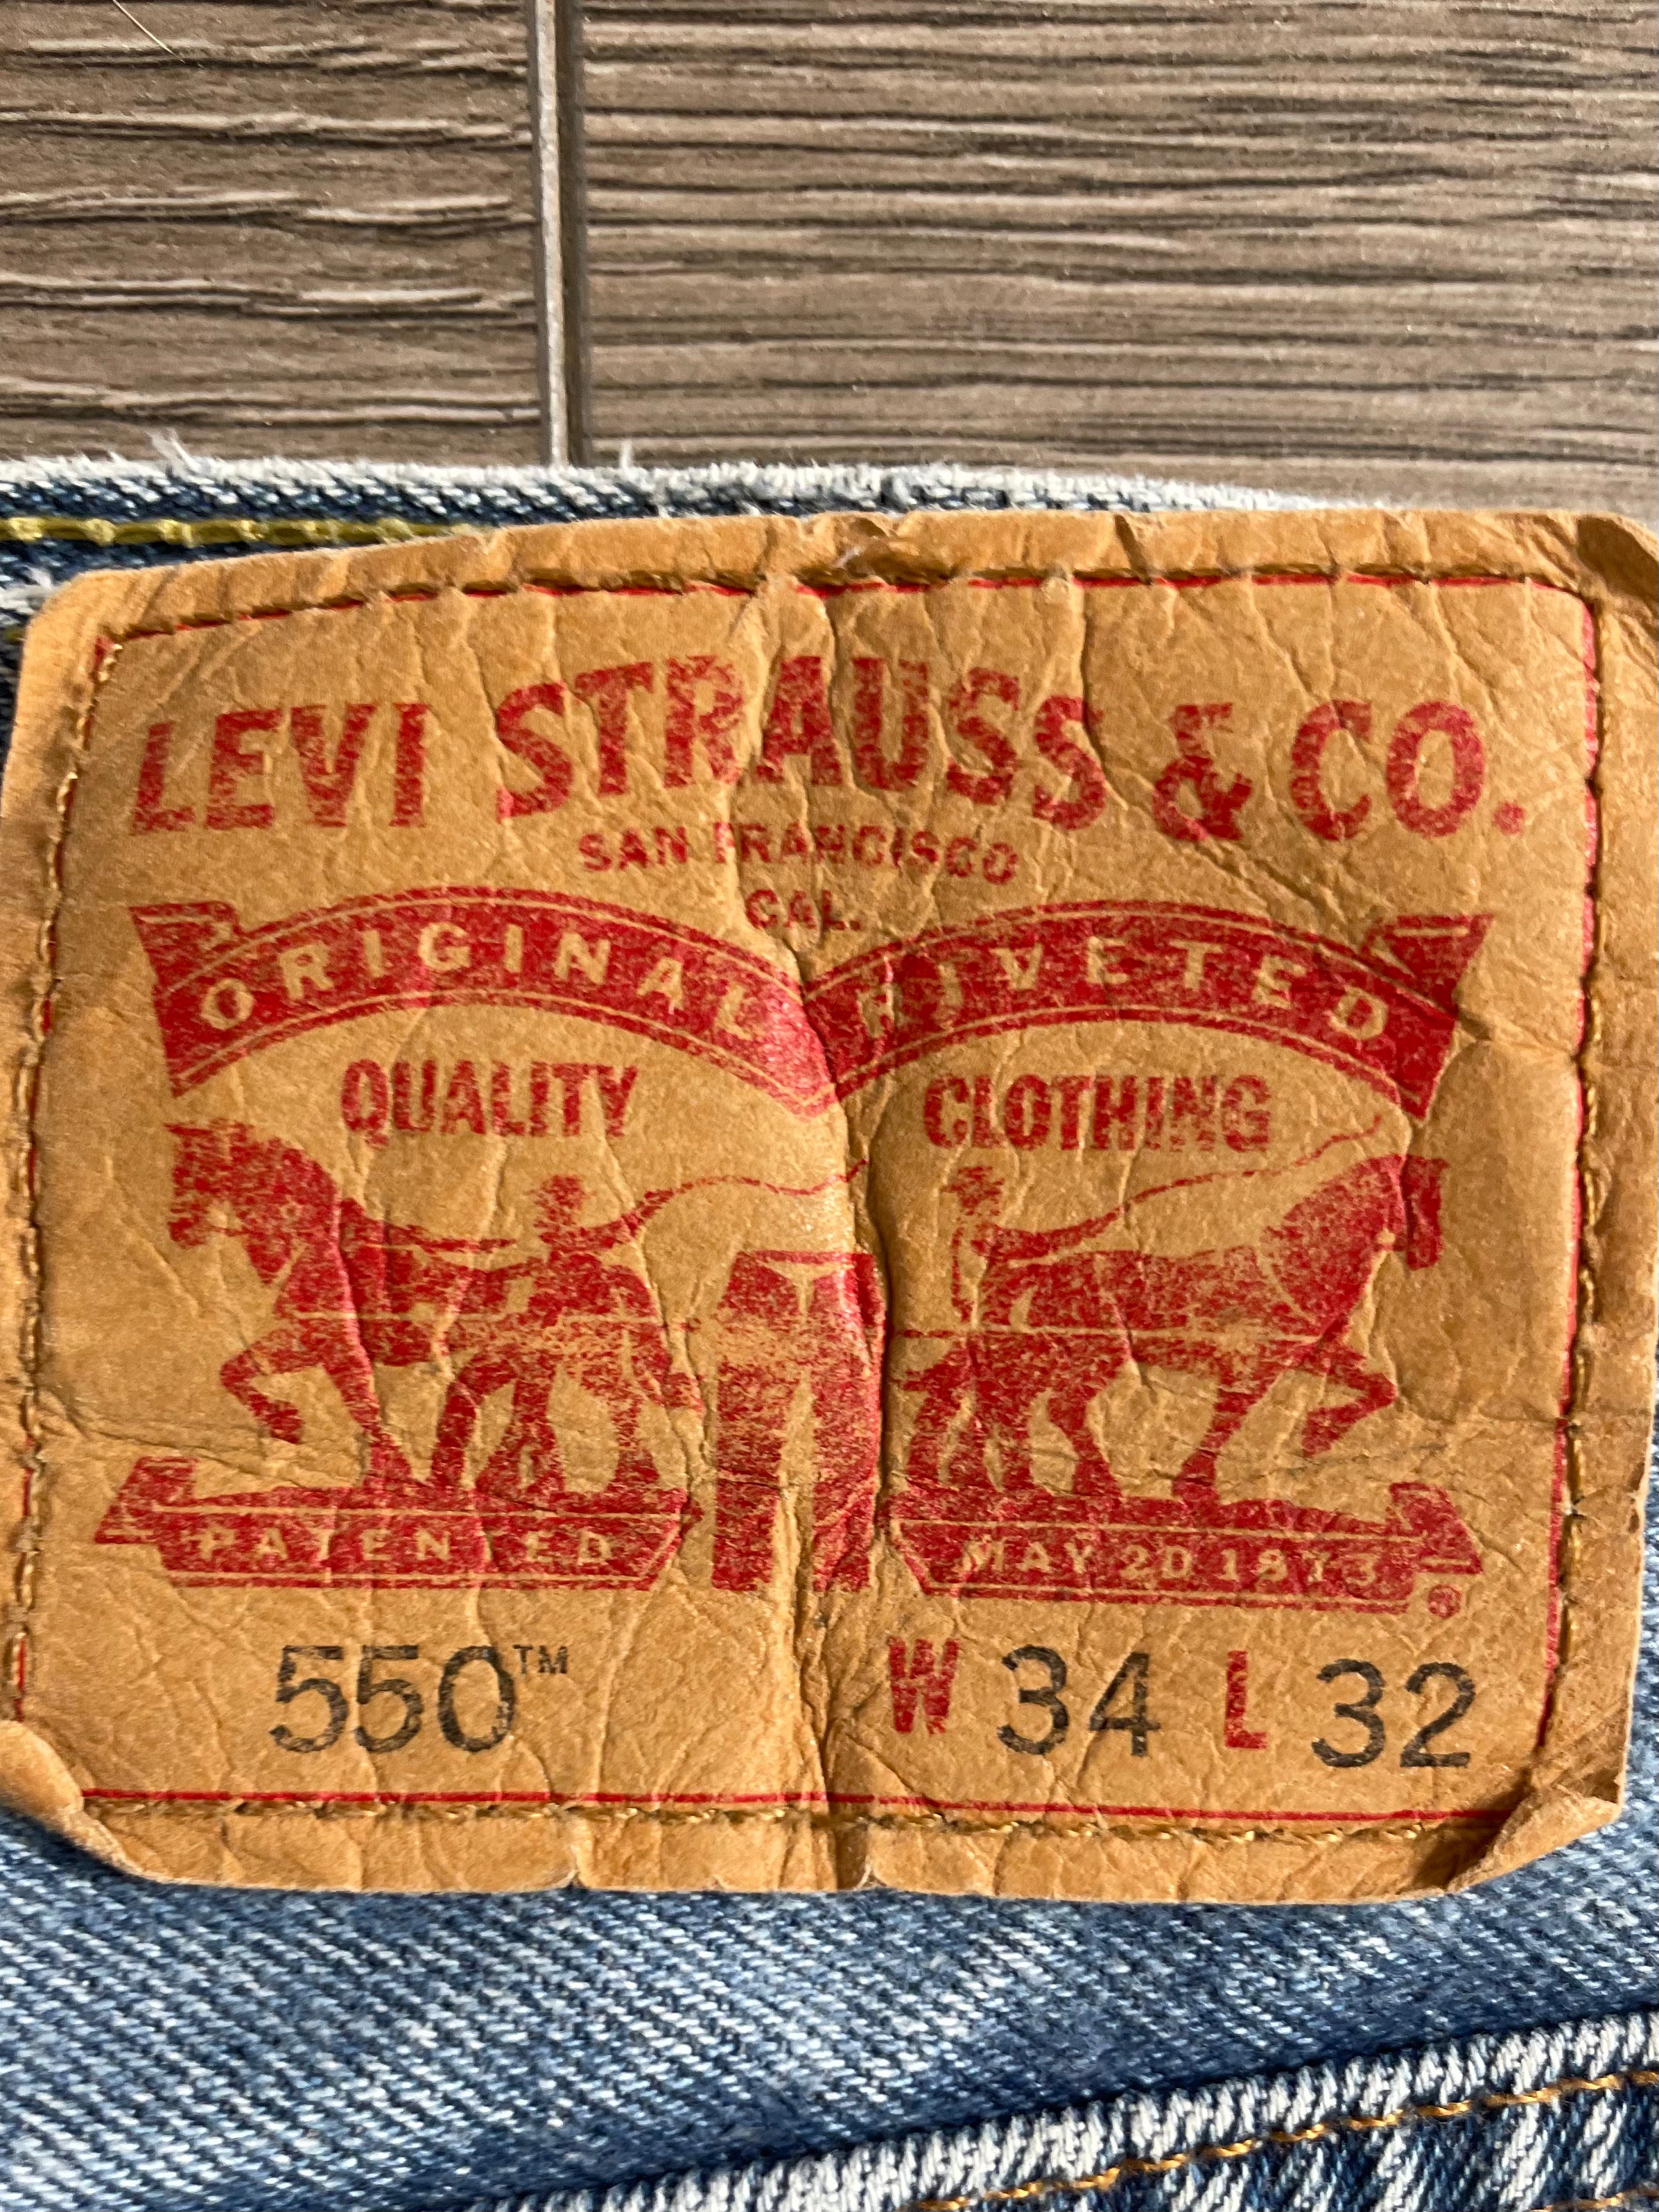 LEVI STRAUSS & CO.
SAN FRANCISCO
CAL.
ORIGINAL RIVETED
QUALITY CLOTHING
PATENTED MAY 20 1873 ®
550™ W 34 L 32